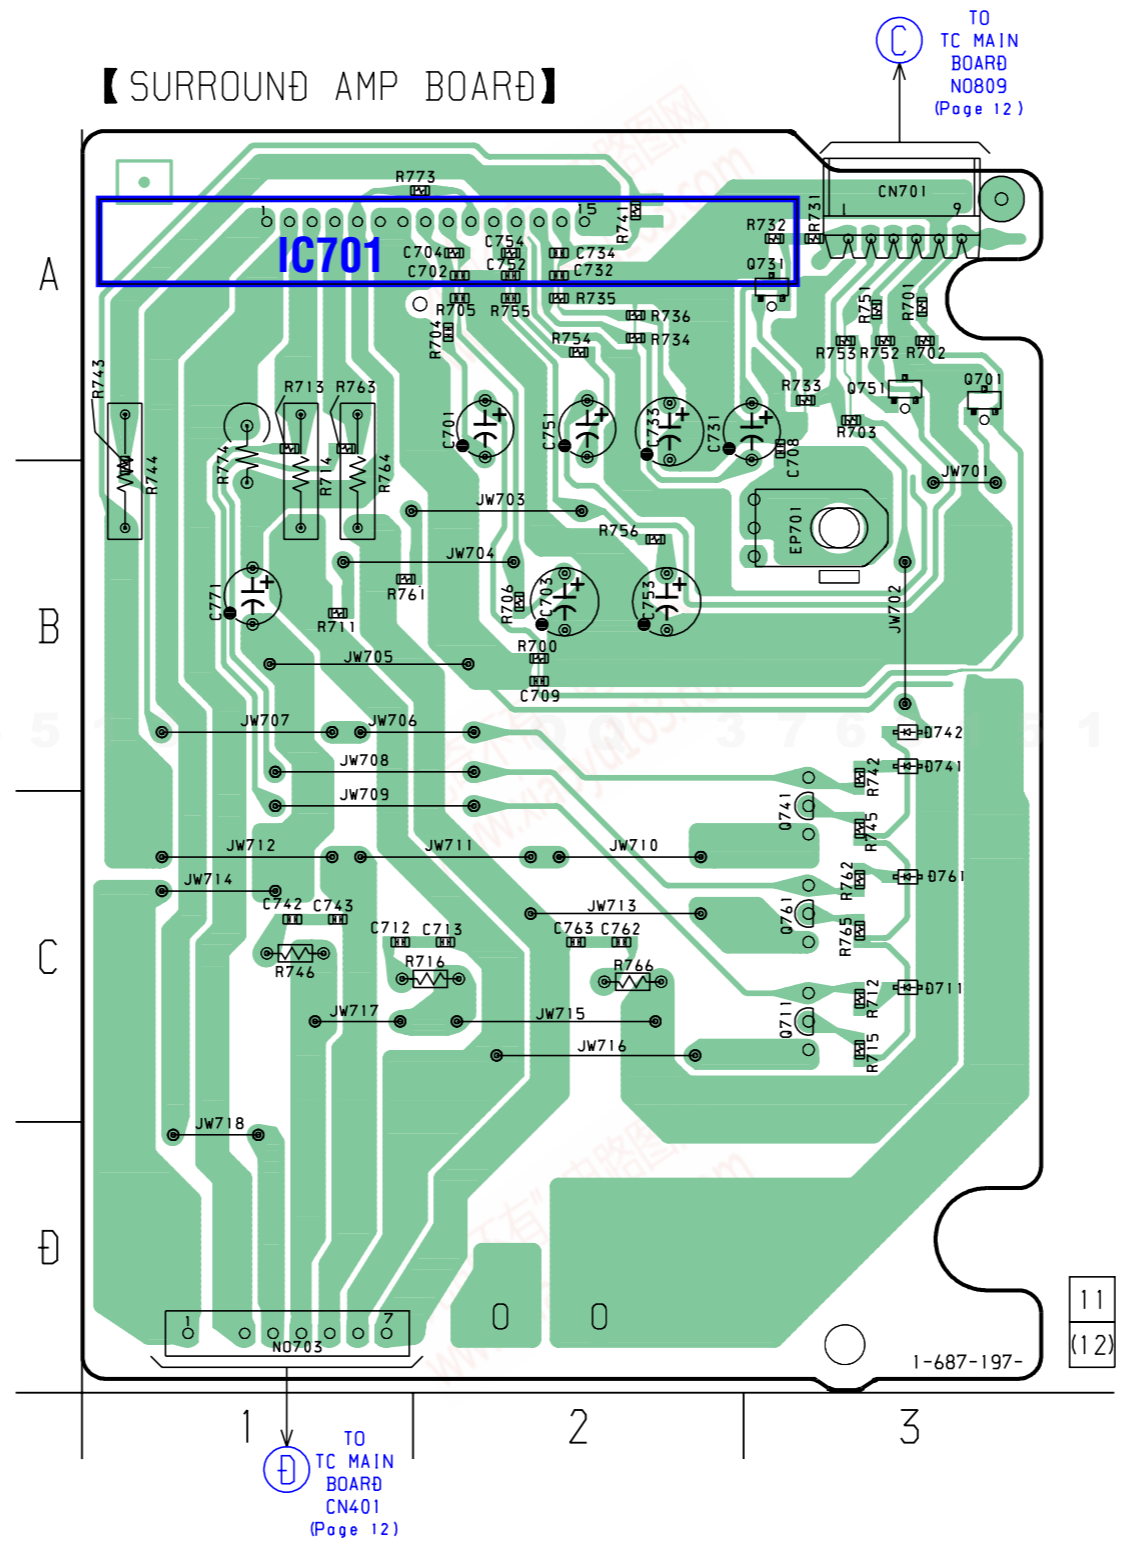 TO
TC MAIN
BOARD
NO809
(Page 12)
C
【SURROUND AMP BOARD】
CN701
1 9
R773
1 15
R741
R732
R731
IC701
C704
C754
C734
Q731
C702
C752
C732
A
R705
R755
R735
R751
R701
R704
R736
R734
R754
R753
R752
R702
R743
R713
R763
R733
Q751
Q701
C701
C751
C733
C731
R703
C708
R744
R774
R714
R764
JW701
JW703
R756
EP701
JW704
R761
JW702
C771
R706
C703
C753
B
R711
R700
JW705
C709
JW707
JW706
D742
JW708
D741
R742
JW709
Q741
R745
JW712
JW711
JW710
R762
D761
JW714
C742
C743
JW713
Q761
R765
C712
C713
C763
C762
C
R746
R716
R766
R712
D711
JW717
JW715
Q711
R715
JW716
JW718
D
1 7
NO703
O O
11
(12)
1-687-197-
1
2
3
D
TO
TC MAIN
BOARD
CN401
(Page 12)